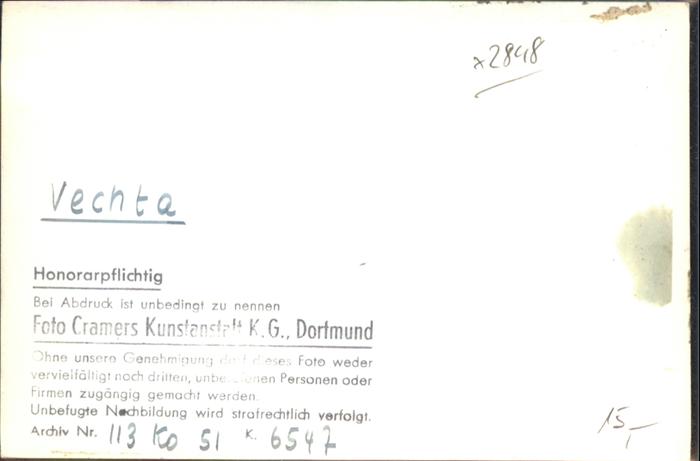 x2848
Vechta
Honorarpflichtig
Bei Abdruck ist unbedingt zu nennen
Foto Cramers Kunstanstalt K.G., Dortmund
Ohne unsere Genehmigung darf dieses Foto weder
vervielfältigt noch dritten, Personen oder
Firmen zugängig gemacht werden.
Unbefugte Nachbildung wird strafrechtlich verfolgt.
Archiv Nr. 113 Ko 51 K. 6547
15,-